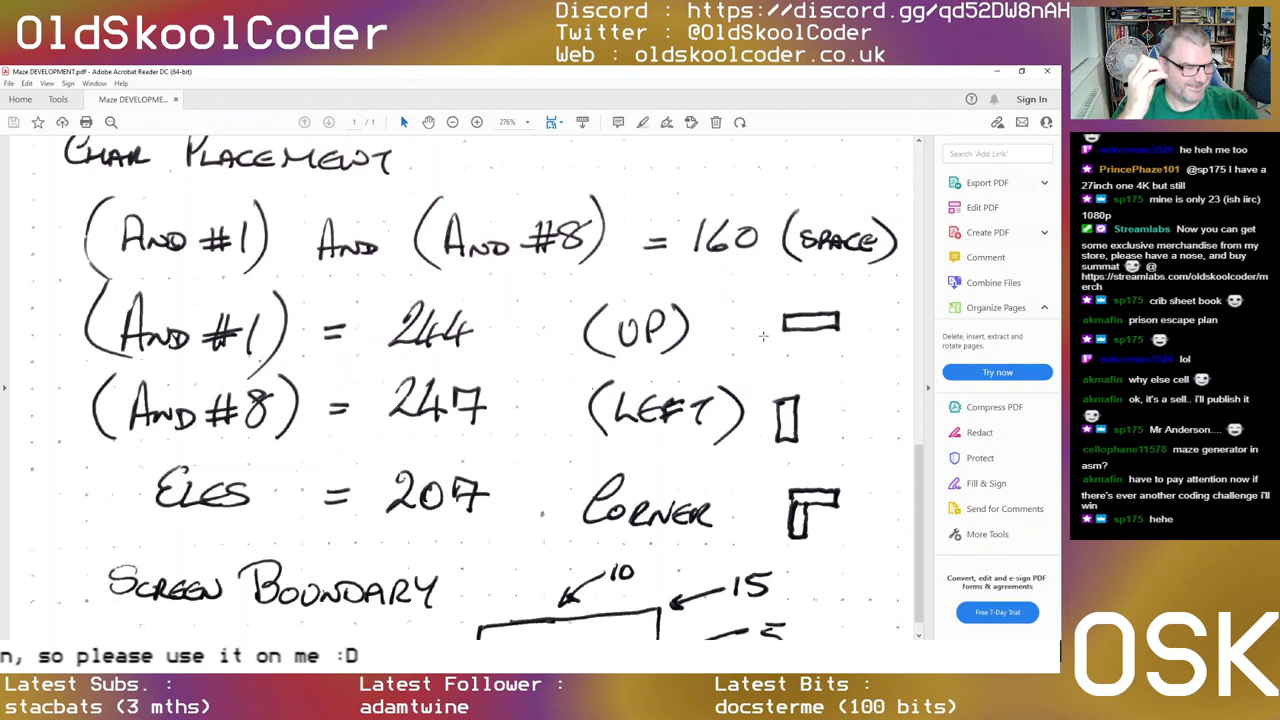 OldSkoolCoder
Discord : https://discord.gg/qd52DW8nAH
Twitter : @OldSkoolCoder
Web : oldskoolcoder.co.uk
Maze DEVELOPMENT.pdf - Adobe Acrobat Reader DC (64-bit)
File Edit View Sign Window Help
Home Tools Maze DEVELOPME... × Sign In
1 / 1 276%
CHAR PLACEMENT
(AND #1) AND (AND #8) = 160 (SPACE)
(AND #1) = 244 (UP)
(AND #8) = 247 (LEFT)
ELES = 207 CORNER
SCREEN BOUNDARY 10 15
5
Search 'Add Link'
Export PDF
Edit PDF
Create PDF
Comment
Combine Files
Organize Pages
Delete, insert, extract and
rotate pages.
Try now
Compress PDF
Redact
Protect
Fill & Sign
Send for Comments
More Tools
Convert, edit and e-sign PDF
forms & agreements
Free 7-Day Trial
he heh me too
PrincePhaze101 @sp175 I have a
27inch one 4K but still
sp175 mine is only 23 (ish iirc)
1080p
Streamlabs Now you can get
some exclusive merchandise from my
store, please have a nose, and buy
summat @
https://streamlabs.com/oldskoolcoder/m
erch
sp175 crib sheet book
akmafin prison escape plan
sp175
lol
akmafin why else cell
akmafin ok, it's a sell.. i'll publish it
sp175 Mr Anderson....
cellophane11578 maze generator in
asm?
akmafin have to pay attention now if
there's ever another coding challenge i'll
win
sp175 hehe
n, so please use it on me :D
OSK
Latest Subs. :
stacbats (3 mths)
Latest Follower :
adamtwine
Latest Bits :
docsterme (100 bits)